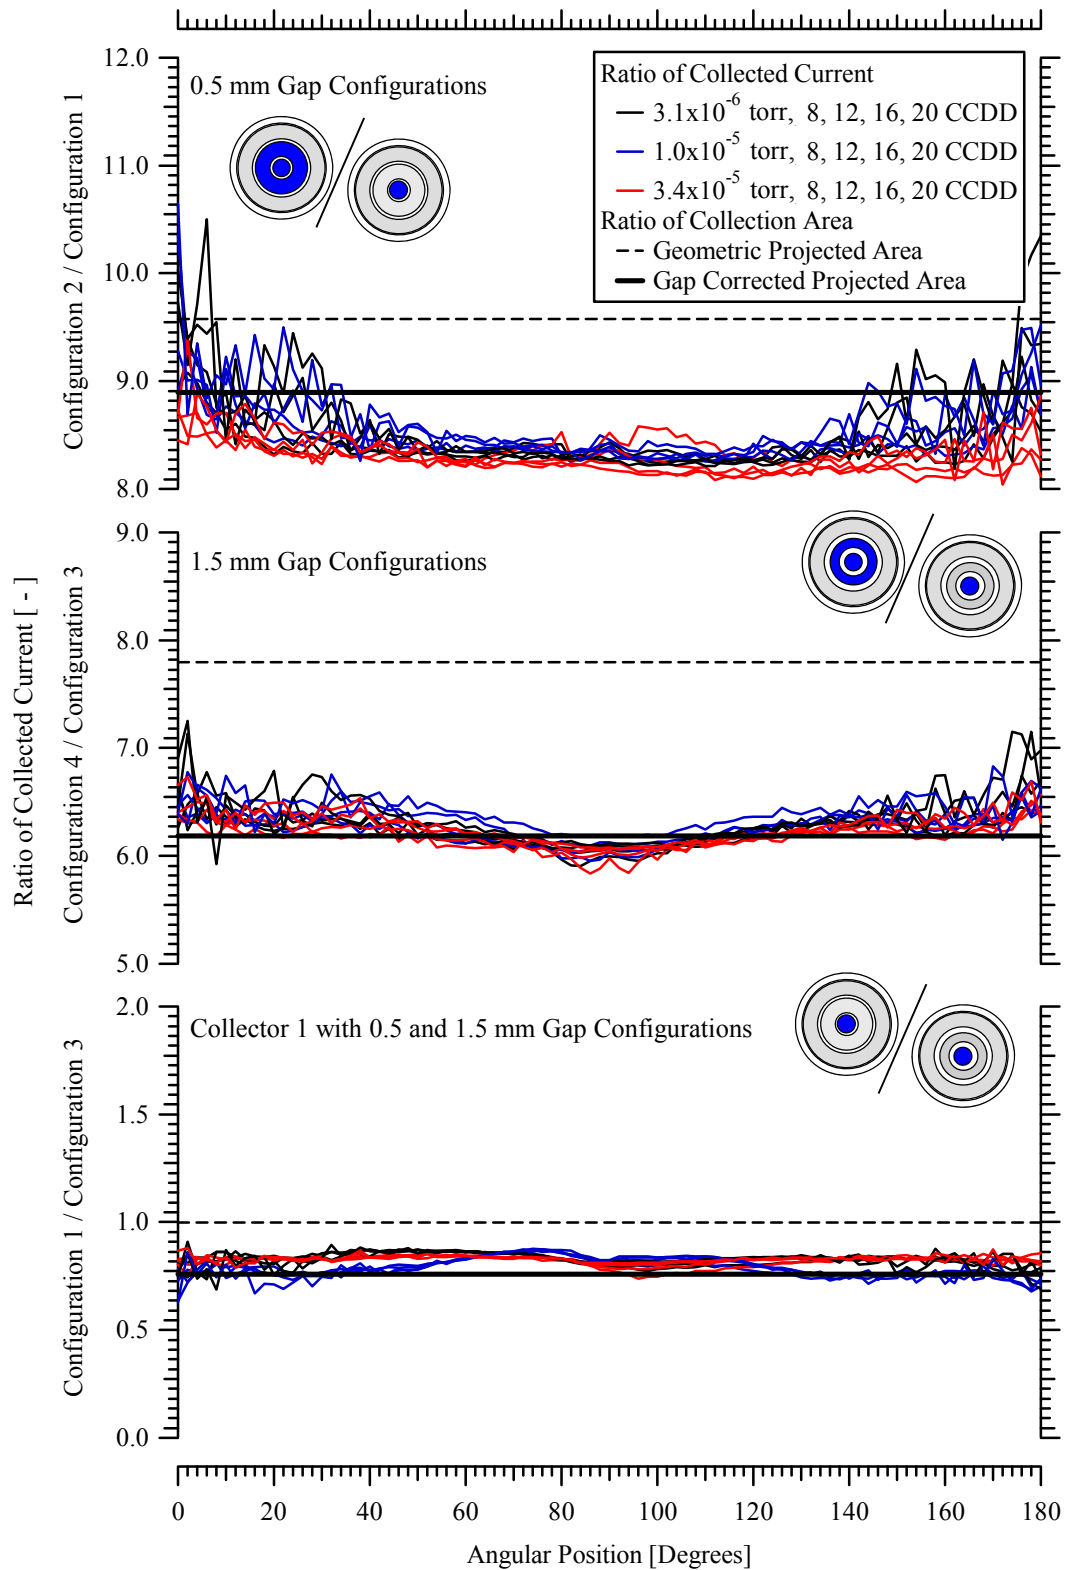 12.0
11.0
10.0
9.0
8.0
Configuration 2 / Configuration 1
0.5 mm Gap Configurations
Ratio of Collected Current
3.1x10^-6 torr, 8, 12, 16, 20 CCDD
1.0x10^-5 torr, 8, 12, 16, 20 CCDD
3.4x10^-5 torr, 8, 12, 16, 20 CCDD
Ratio of Collection Area
Geometric Projected Area
Gap Corrected Projected Area
Ratio of Collected Current [ - ]
9.0
8.0
7.0
6.0
5.0
Configuration 4 / Configuration 3
1.5 mm Gap Configurations
2.0
1.5
1.0
0.5
0.0
Configuration 1 / Configuration 3
Collector 1 with 0.5 and 1.5 mm Gap Configurations
0 20 40 60 80 100 120 140 160 180
Angular Position [Degrees]